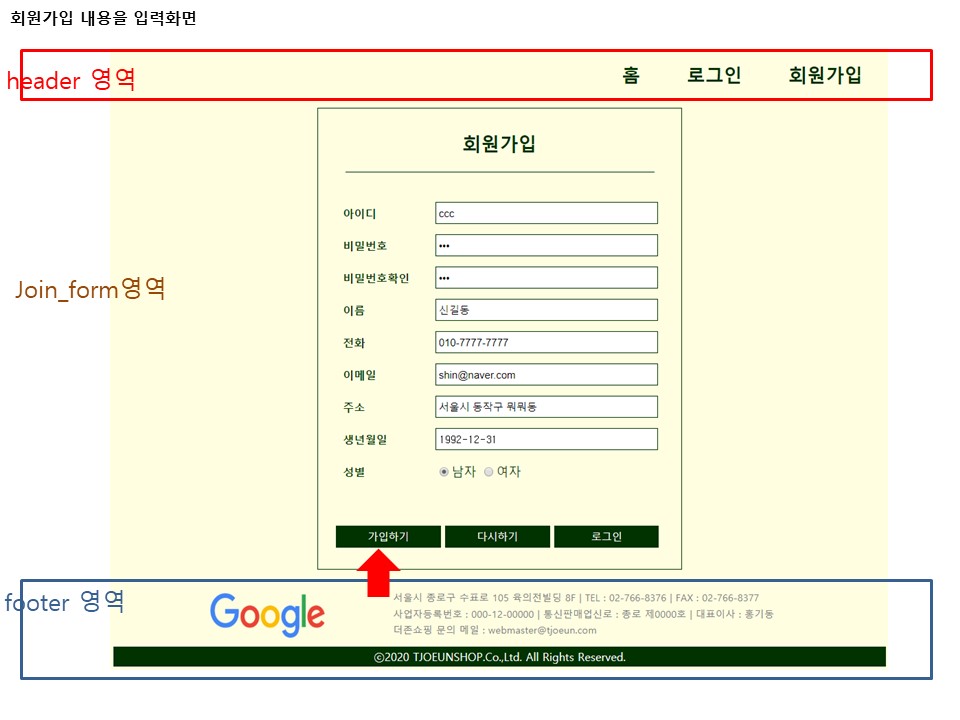 회원가입 내용을 입력화면
header 영역
홈 로그인 회원가입
회원가입
아이디 ccc
비밀번호 •••
비밀번호확인 •••
Join_form영역
이름 신길동
전화 010-7777-7777
이메일 shin@naver.com
주소 서울시 동작구 뭐뭐동
생년월일 1992-12-31
성별 남자 여자
가입하기 다시하기 로그인
footer 영역
Google
서울시 종로구 수표로 105 육의전빌딩 8F | TEL : 02-766-8376 | FAX : 02-766-8377
사업자등록번호 : 000-12-00000 | 통신판매업신로 : 종로 제0000호 | 대표이사 : 홍기동
더존쇼핑 문의 메일 : webmaster@tjoeun.com
ⓒ2020 TJOEUNSHOP.Co.,Ltd. All Rights Reserved.